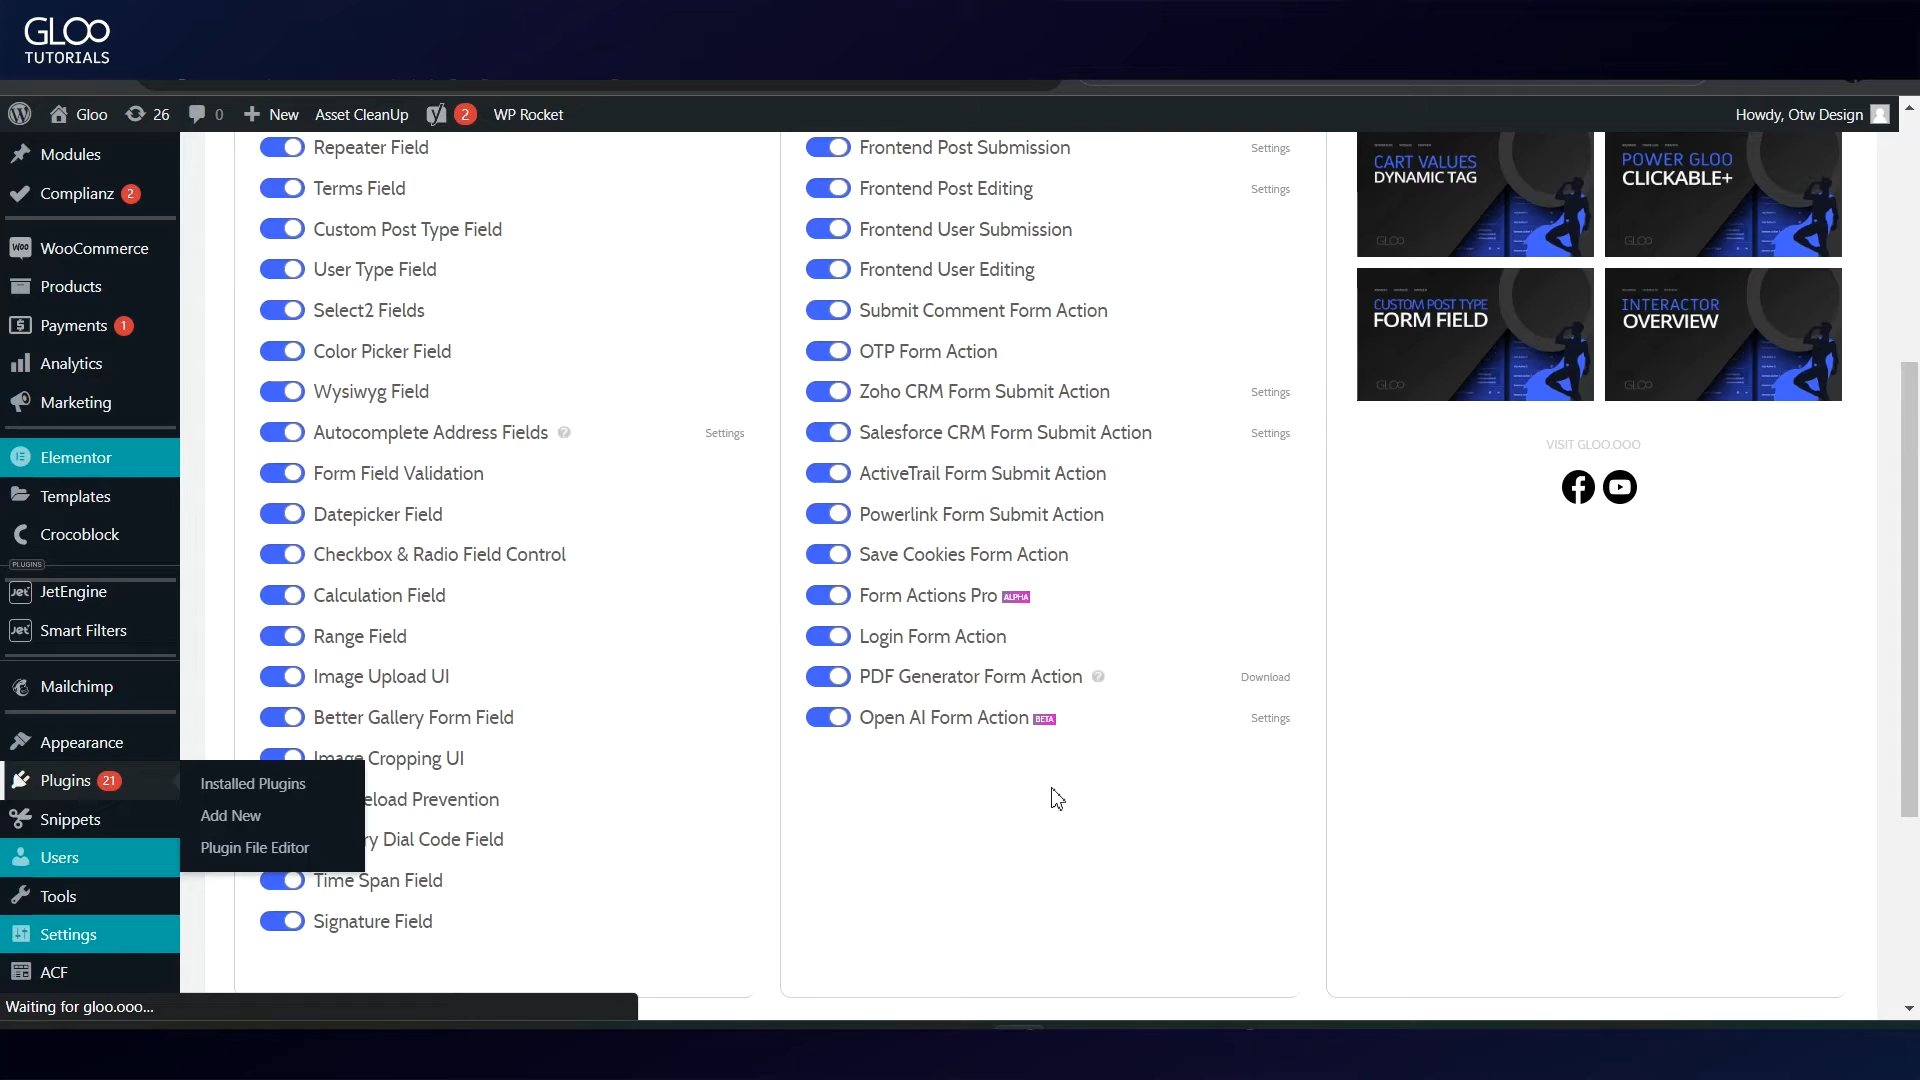 GLOO
TUTORIALS
Gloo
26
0
New
Asset CleanUp
2
WP Rocket
Howdy, Otw Design
Modules
Complianz 2
WOO WooCommerce
Products
Payments 1
Analytics
Marketing
Elementor
Templates
Crocoblock
PLUGINS
Jet JetEngine
Jet Smart Filters
Mailchimp
Appearance
Plugins 21
Snippets
Users
Tools
Settings
ACF
Installed Plugins
Add New
Plugin File Editor
Repeater Field
Terms Field
Custom Post Type Field
User Type Field
Select2 Fields
Color Picker Field
Wysiwyg Field
Autocomplete Address Fields ? Settings
Form Field Validation
Datepicker Field
Checkbox & Radio Field Control
Calculation Field
Range Field
Image Upload UI
Better Gallery Form Field
Image Cropping UI
eload Prevention
ry Dial Code Field
Time Span Field
Signature Field
Frontend Post Submission Settings
Frontend Post Editing Settings
Frontend User Submission
Frontend User Editing
Submit Comment Form Action
OTP Form Action
Zoho CRM Form Submit Action Settings
Salesforce CRM Form Submit Action Settings
ActiveTrail Form Submit Action
Powerlink Form Submit Action
Save Cookies Form Action
Form Actions Pro ALPHA
Login Form Action
PDF Generator Form Action ? Download
Open AI Form Action BETA Settings
CART VALUES
DYNAMIC TAG
GLOO
POWER GLOO
CLICKABLE+
GLOO
CUSTOM POST TYPE
FORM FIELD
GLOO
INTERACTOR
OVERVIEW
GLOO
VISIT GLOO.OOO
Waiting for gloo.ooo...